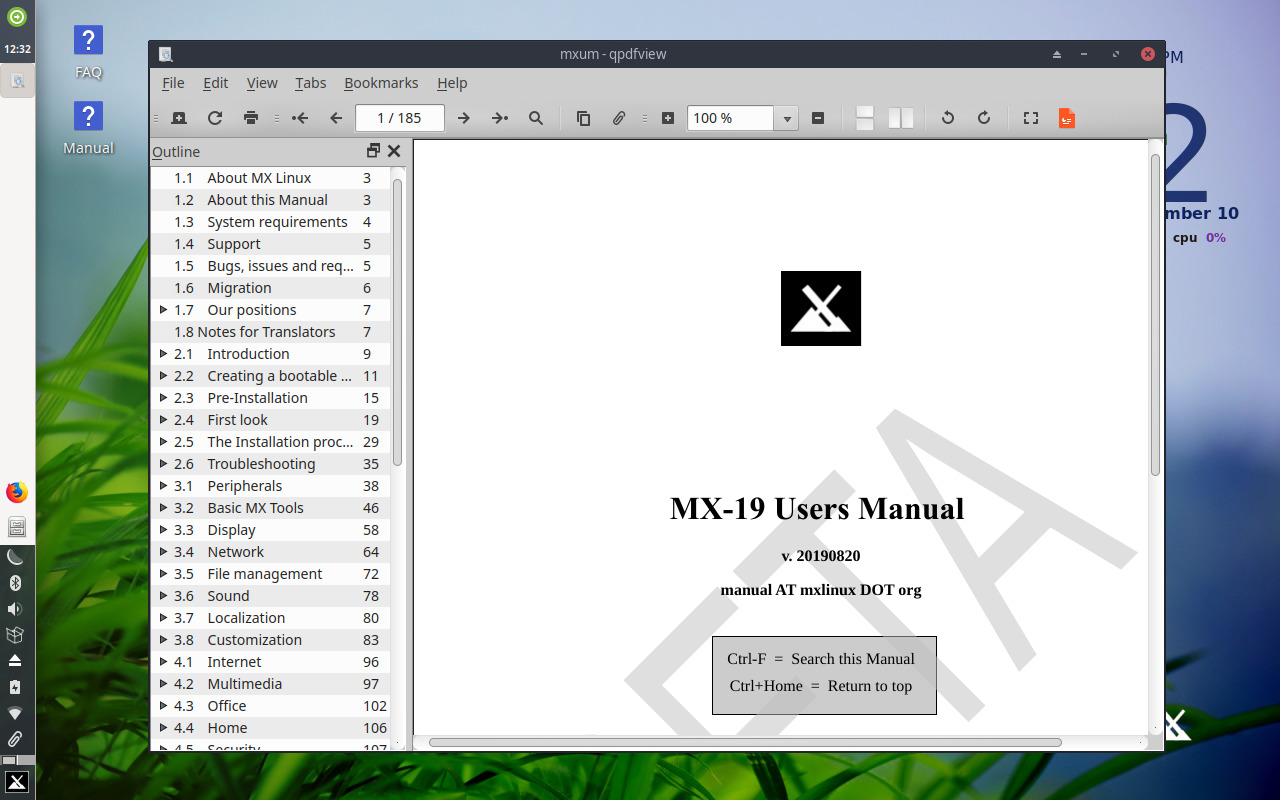 12:32
FAQ
Manual
mxum - qpdfview
File Edit View Tabs Bookmarks Help
1 / 185 100 %
Outline
1.1 About MX Linux 3
1.2 About this Manual 3
1.3 System requirements 4
1.4 Support 5
1.5 Bugs, issues and req... 5
1.6 Migration 6
1.7 Our positions 7
1.8 Notes for Translators 7
2.1 Introduction 9
2.2 Creating a bootable ... 11
2.3 Pre-Installation 15
2.4 First look 19
2.5 The Installation proc... 29
2.6 Troubleshooting 35
3.1 Peripherals 38
3.2 Basic MX Tools 46
3.3 Display 58
3.4 Network 64
3.5 File management 72
3.6 Sound 78
3.7 Localization 80
3.8 Customization 83
4.1 Internet 96
4.2 Multimedia 97
4.3 Office 102
4.4 Home 106
4.5 Security 107
MX-19 Users Manual
v. 20190820
manual AT mxlinux DOT org
Ctrl-F = Search this Manual
Ctrl+Home = Return to top
ETA
PM
2
mber 10
cpu 0%